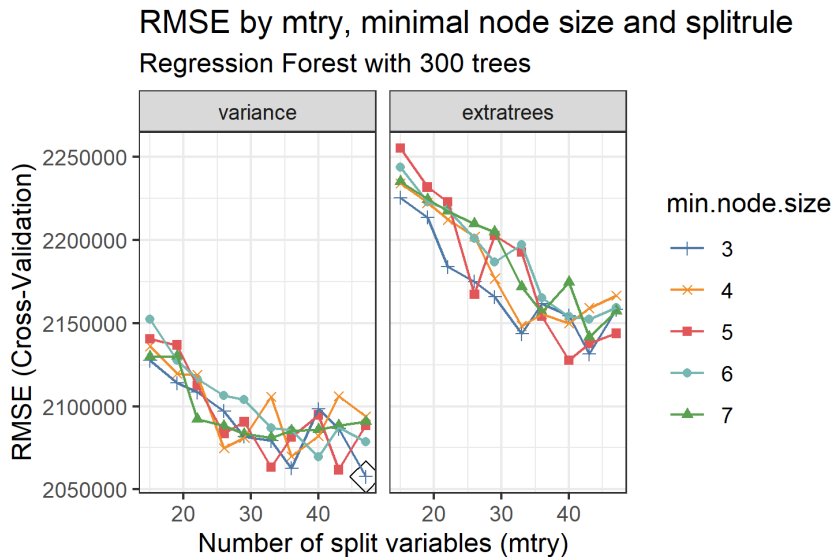 RMSE by mtry, minimal node size and splitrule
Regression Forest with 300 trees
variance
extratrees
RMSE (Cross-Validation)
2250000
2200000
2150000
2100000
2050000
20
30
40
20
30
40
Number of split variables (mtry)
min.node.size
3
4
5
6
7